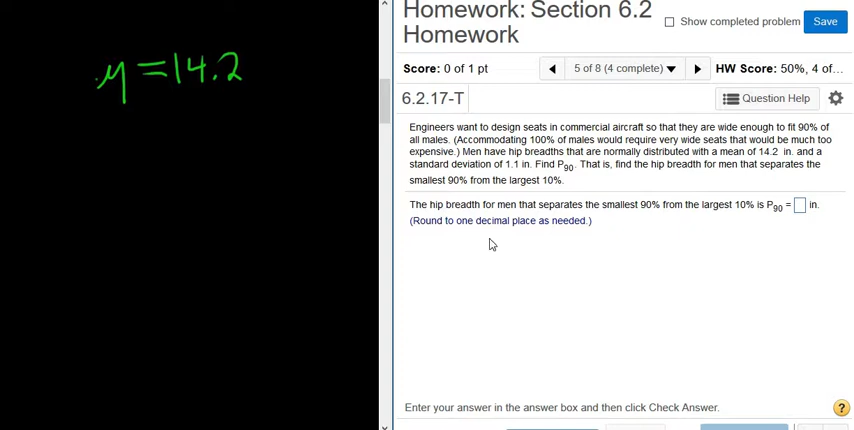 μ = 14.2
Homework: Section 6.2
Homework
Show completed problem
Save
Score: 0 of 1 pt
5 of 8 (4 complete)
HW Score: 50%, 4 of...
6.2.17-T
Question Help
Engineers want to design seats in commercial aircraft so that they are wide enough to fit 90% of
all males. (Accommodating 100% of males would require very wide seats that would be much too
expensive.) Men have hip breadths that are normally distributed with a mean of 14.2 in. and a
standard deviation of 1.1 in. Find P90. That is, find the hip breadth for men that separates the
smallest 90% from the largest 10%.
The hip breadth for men that separates the smallest 90% from the largest 10% is P90 = in.
(Round to one decimal place as needed.)
Enter your answer in the answer box and then click Check Answer.
?